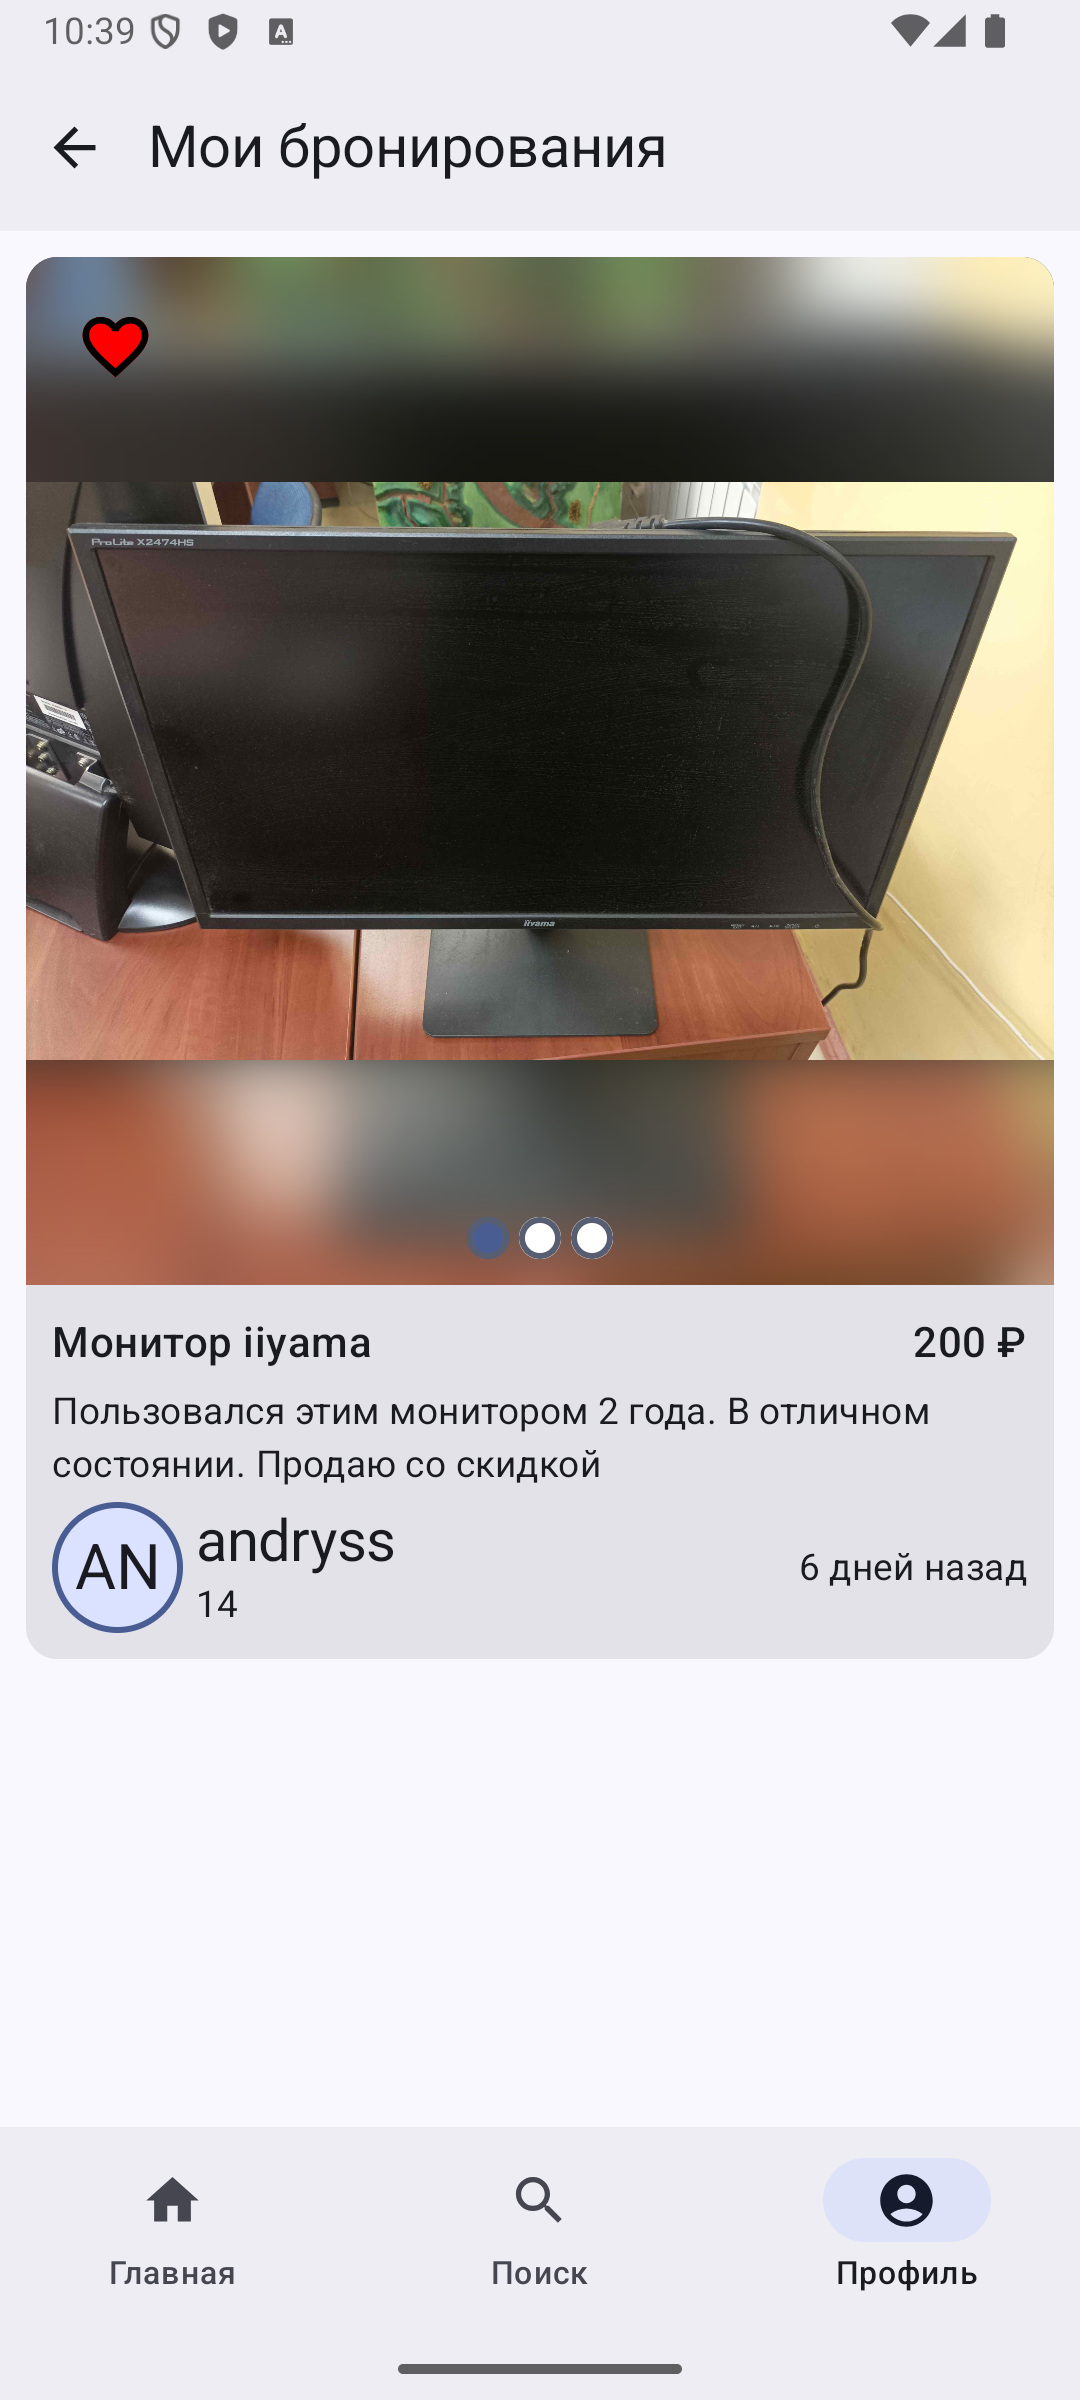 10:39
Мои бронирования
ProLite X2474HS
iiyama
Монитор iiyama
200 ₽
Пользовался этим монитором 2 года. В отличном
состоянии. Продаю со скидкой
AN
andryss
14
6 дней назад
Главная
Поиск
Профиль